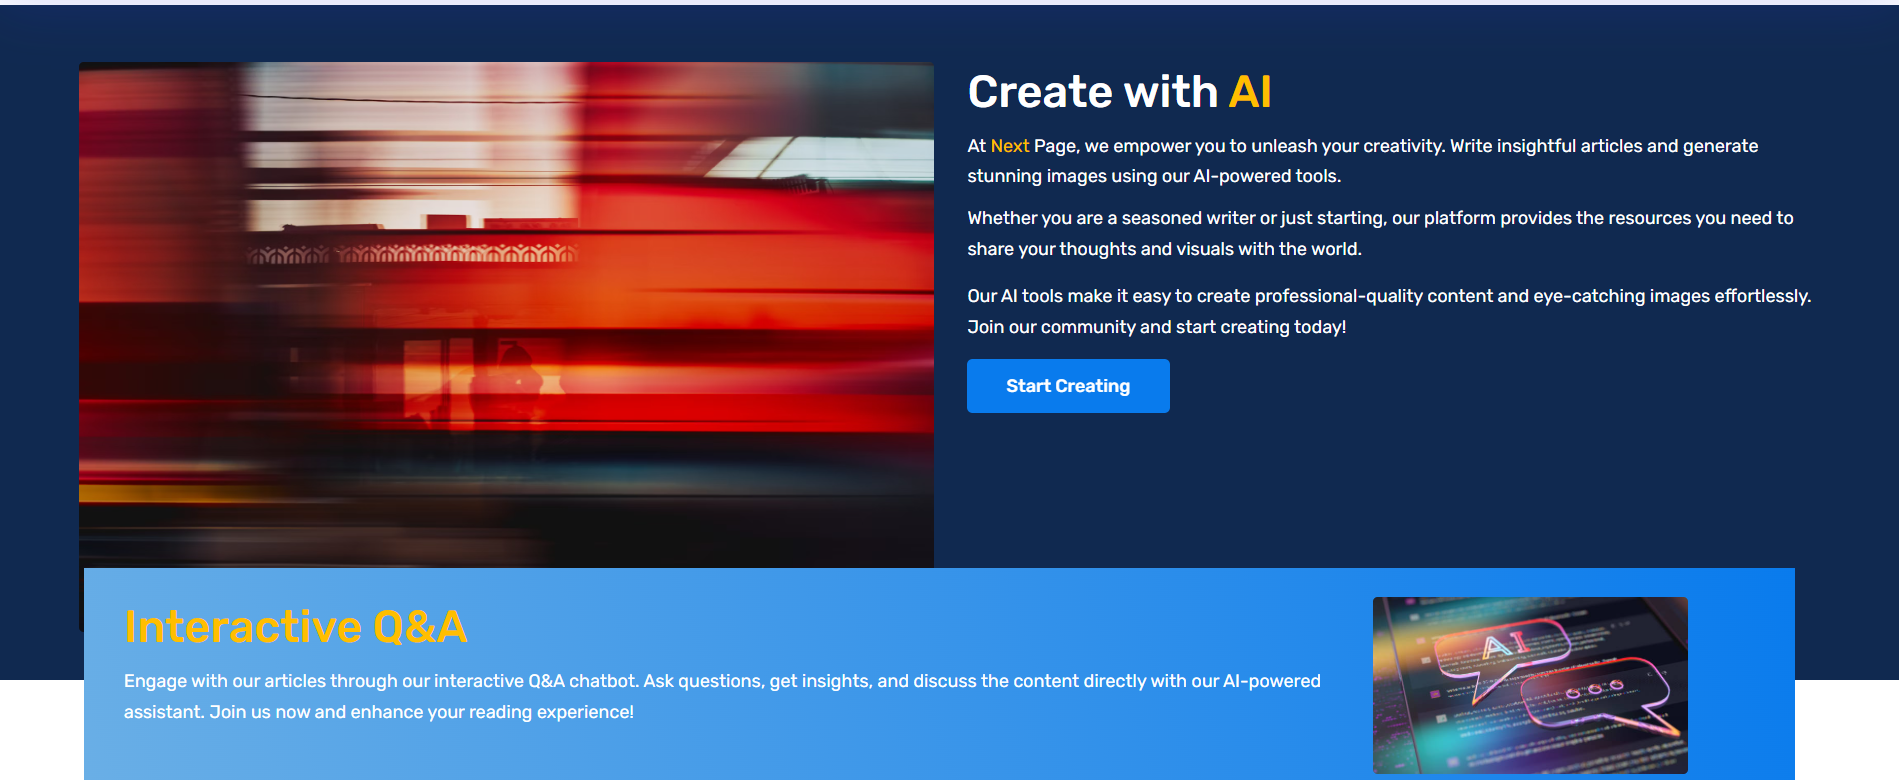 Create with AI
At Next Page, we empower you to unleash your creativity. Write insightful articles and generate
stunning images using our AI-powered tools.
Whether you are a seasoned writer or just starting, our platform provides the resources you need to
share your thoughts and visuals with the world.
Our AI tools make it easy to create professional-quality content and eye-catching images effortlessly.
Join our community and start creating today!
Start Creating
Interactive Q&A
Engage with our articles through our interactive Q&A chatbot. Ask questions, get insights, and discuss the content directly with our AI-powered
assistant. Join us now and enhance your reading experience!
AI